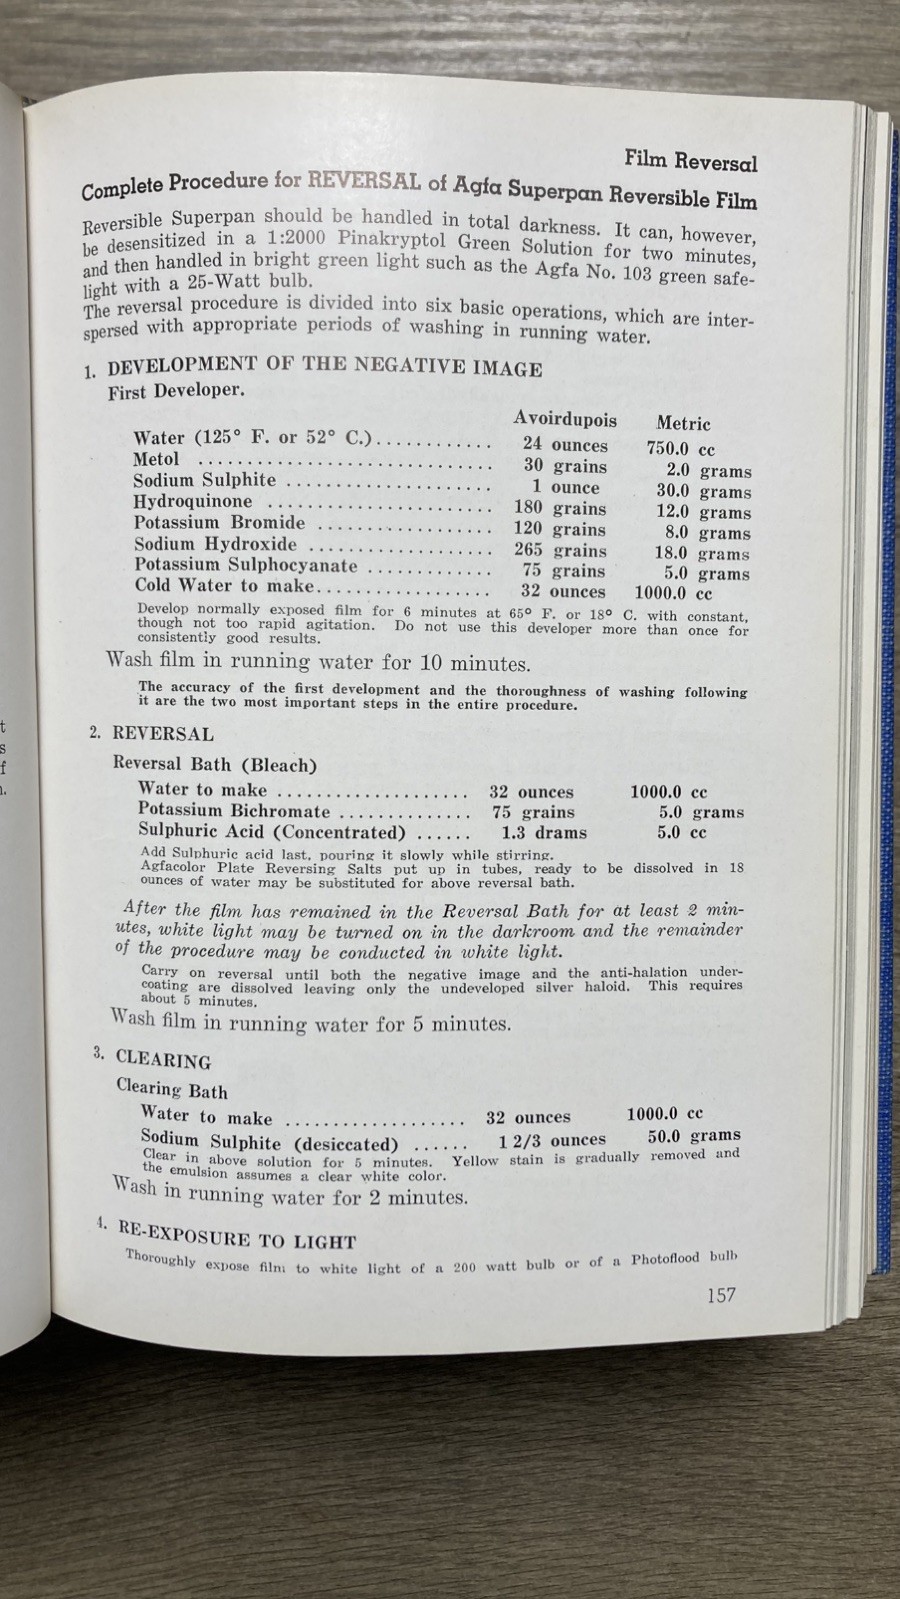 t
s
f
Film Reversal
Complete Procedure for REVERSAL of Agfa Superpan Reversible Film
Reversible Superpan should be handled in total darkness. It can, however,
be desensitized in a 1:2000 Pinakryptol Green Solution for two minutes,
and then handled in bright green light such as the Agfa No. 103 green safe-
light with a 25-Watt bulb.
The reversal procedure is divided into six basic operations, which are inter-
spersed with appropriate periods of washing in running water.
1. DEVELOPMENT OF THE NEGATIVE IMAGE
First Developer.
Avoirdupois Metric
Water (125° F. or 52° C.)............ 24 ounces 750.0 cc
Metol .............................. 30 grains 2.0 grams
Sodium Sulphite ..................... 1 ounce 30.0 grams
Hydroquinone ....................... 180 grains 12.0 grams
Potassium Bromide .................. 120 grains 8.0 grams
Sodium Hydroxide ................... 265 grains 18.0 grams
Potassium Sulphocyanate ............. 75 grains 5.0 grams
Cold Water to make.................. 32 ounces 1000.0 cc
Develop normally exposed film for 6 minutes at 65° F. or 18° C. with constant,
though not too rapid agitation. Do not use this developer more than once for
consistently good results.
Wash film in running water for 10 minutes.
The accuracy of the first development and the thoroughness of washing following
it are the two most important steps in the entire procedure.
2. REVERSAL
Reversal Bath (Bleach)
Water to make .................... 32 ounces 1000.0 cc
Potassium Bichromate .............. 75 grains 5.0 grams
Sulphuric Acid (Concentrated) ...... 1.3 drams 5.0 cc
Add Sulphuric acid last, pouring it slowly while stirring.
Agfacolor Plate Reversing Salts put up in tubes, ready to be dissolved in 18
ounces of water may be substituted for above reversal bath.
After the film has remained in the Reversal Bath for at least 2 min-
utes, white light may be turned on in the darkroom and the remainder
of the procedure may be conducted in white light.
Carry on reversal until both the negative image and the anti-halation under-
coating are dissolved leaving only the undeveloped silver haloid. This requires
about 5 minutes.
Wash film in running water for 5 minutes.
3. CLEARING
Clearing Bath
Water to make ................... 32 ounces 1000.0 cc
Sodium Sulphite (desiccated) ...... 1 2/3 ounces 50.0 grams
Clear in above solution for 5 minutes. Yellow stain is gradually removed and
the emulsion assumes a clear white color.
Wash in running water for 2 minutes.
4. RE-EXPOSURE TO LIGHT
Thoroughly expose film to white light of a 200 watt bulb or of a Photoflood bulb
157